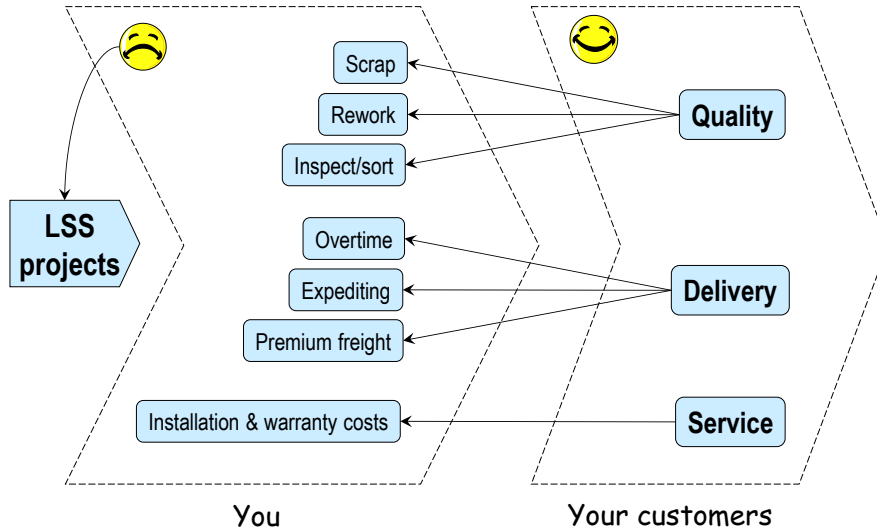 Scrap
Rework
Inspect/sort
Quality
LSS
projects
Overtime
Expediting
Premium freight
Delivery
Installation & warranty costs
Service
You
Your customers